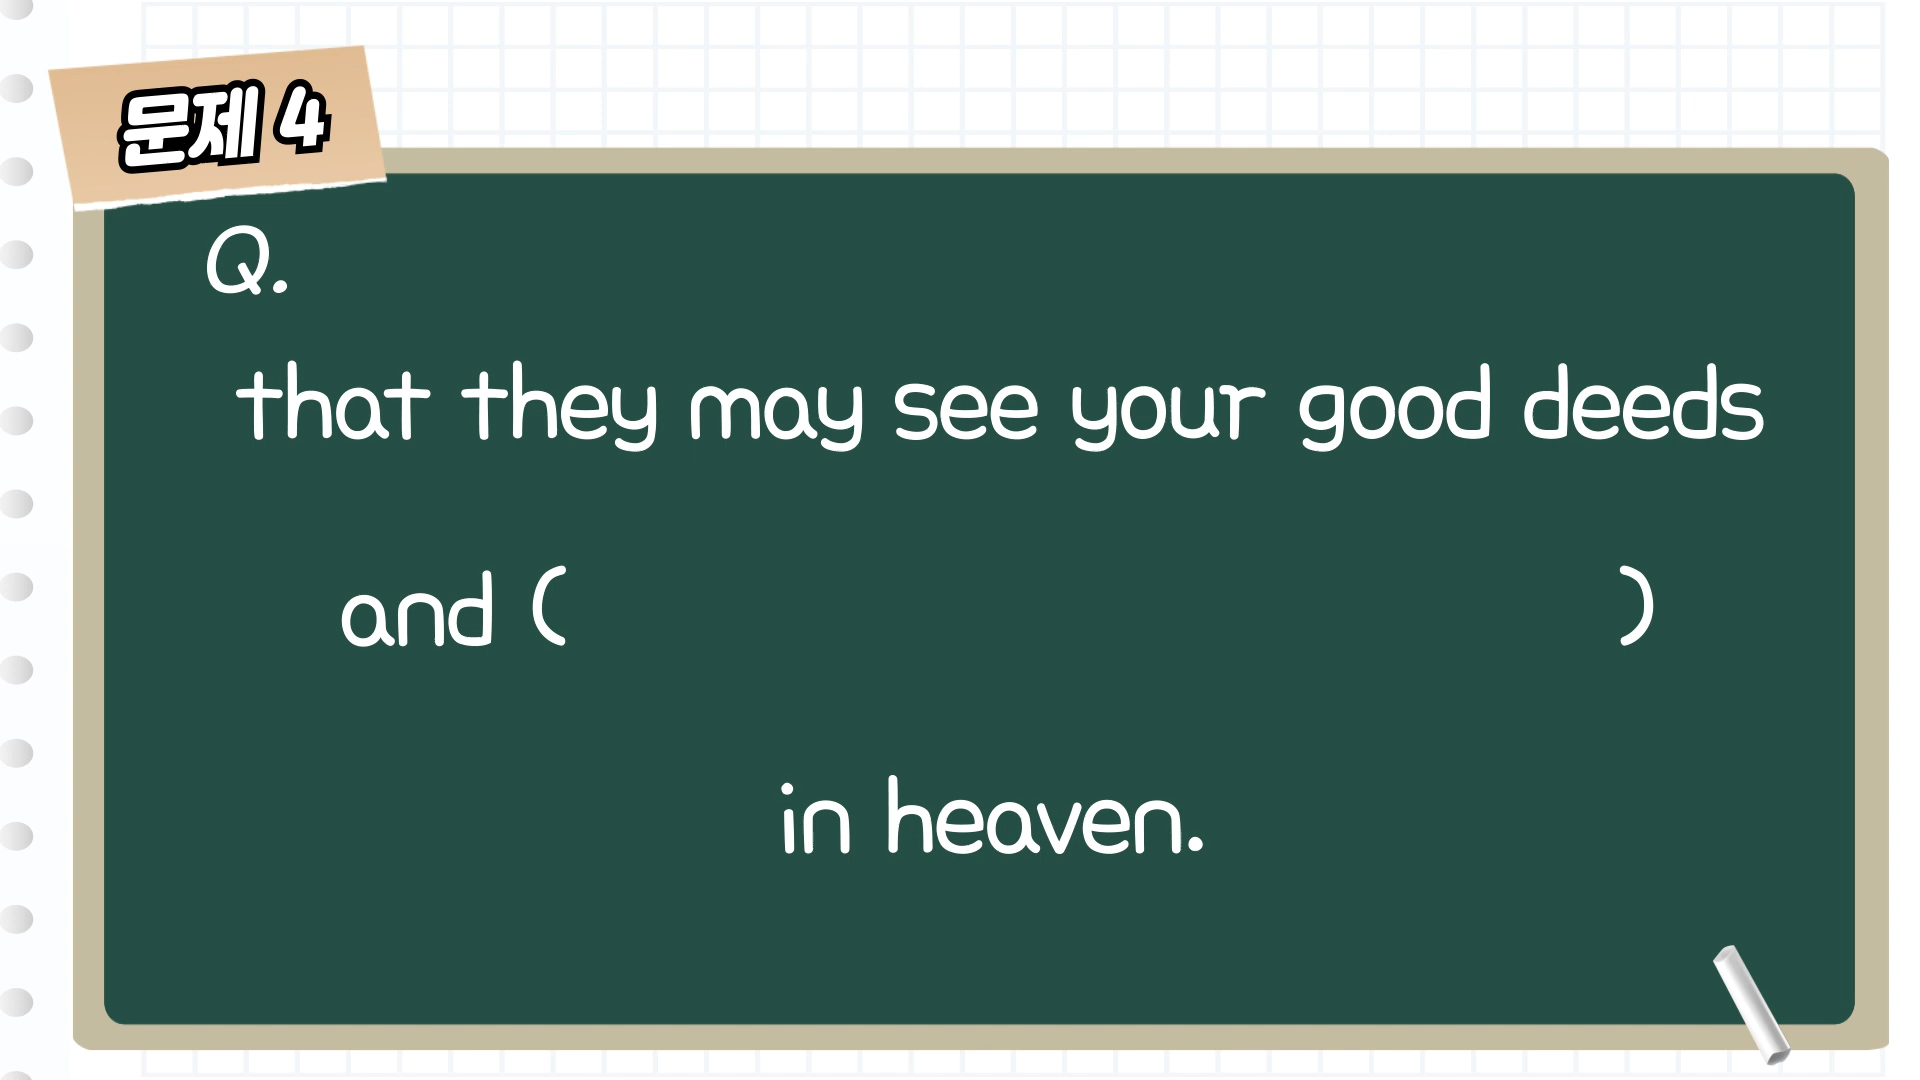 문제 4
Q.
that they may see your good deeds
and (                    )
in heaven.